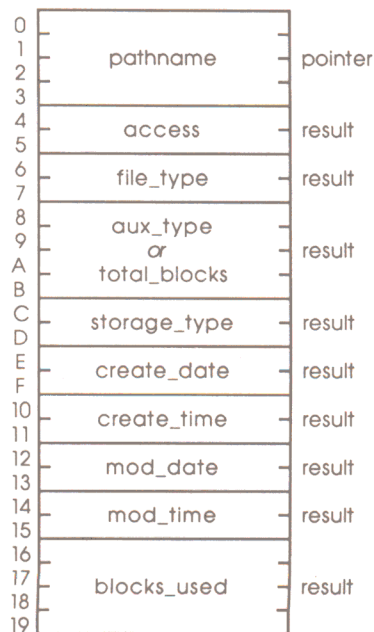 0
1
pathname pointer
2
3
4
access result
5
6
file_type result
7
8
aux_type
9
or result
A
total_blocks
B
C
storage_type result
D
E
create_date result
F
10
create_time result
11
12
mod_date result
13
14
mod_time result
15
16
17
blocks_used result
18
19